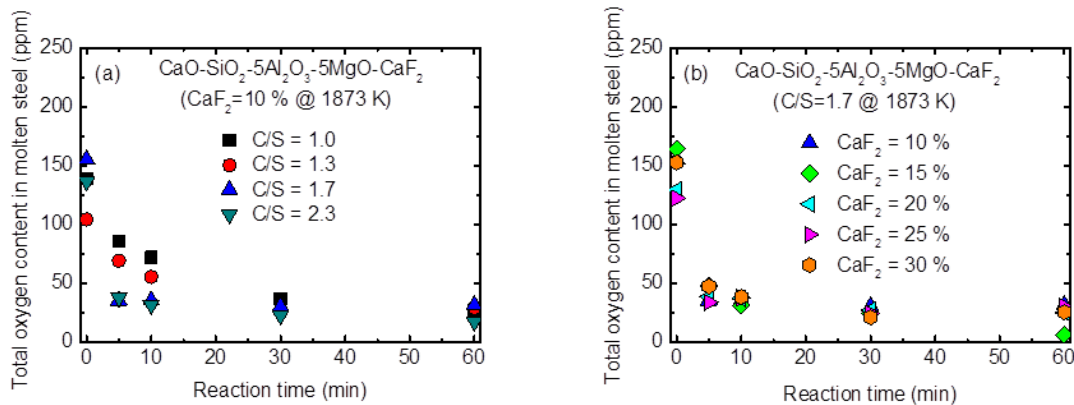 Total oxygen content in molten steel (ppm)
250
200
150
100
50
0
(a)
CaO-SiO₂-5Al₂O₃-5MgO-CaF₂
(CaF₂=10 % @ 1873 K)
C/S = 1.0
C/S = 1.3
C/S = 1.7
C/S = 2.3
0 10 20 30 40 50 60
Reaction time (min)
Total oxygen content in molten steel (ppm)
250
200
150
100
50
0
(b)
CaO-SiO₂-5Al₂O₃-5MgO-CaF₂
(C/S=1.7 @ 1873 K)
CaF₂ = 10 %
CaF₂ = 15 %
CaF₂ = 20 %
CaF₂ = 25 %
CaF₂ = 30 %
0 10 20 30 40 50 60
Reaction time (min)